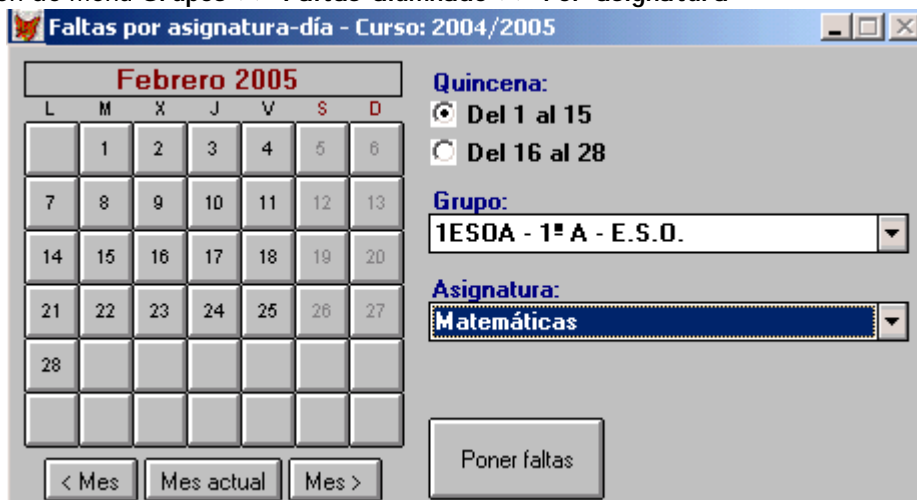 Faltas por asignatura-día - Curso: 2004/2005
Febrero 2005
L M X J V S D
1 2 3 4 5 6
7 8 9 10 11 12 13
14 15 16 17 18 19 20
21 22 23 24 25 26 27
28
< Mes Mes actual Mes >
Quincena:
Del 1 al 15
Del 16 al 28
Grupo:
1ESOA - 1ª A - E.S.O.
Asignatura:
Matemáticas
Poner faltas